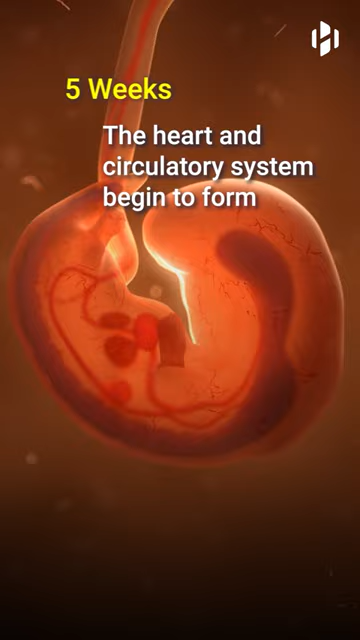 5 Weeks
The heart and
circulatory system
begin to form